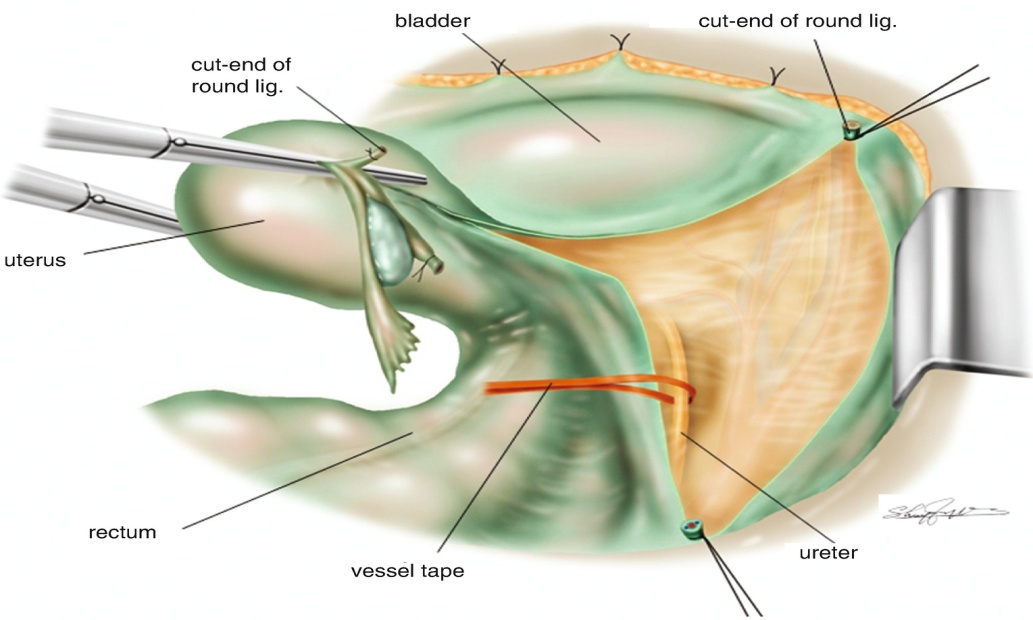 bladder
cut-end of round lig.
cut-end of
round lig.
uterus
rectum
vessel tape
ureter